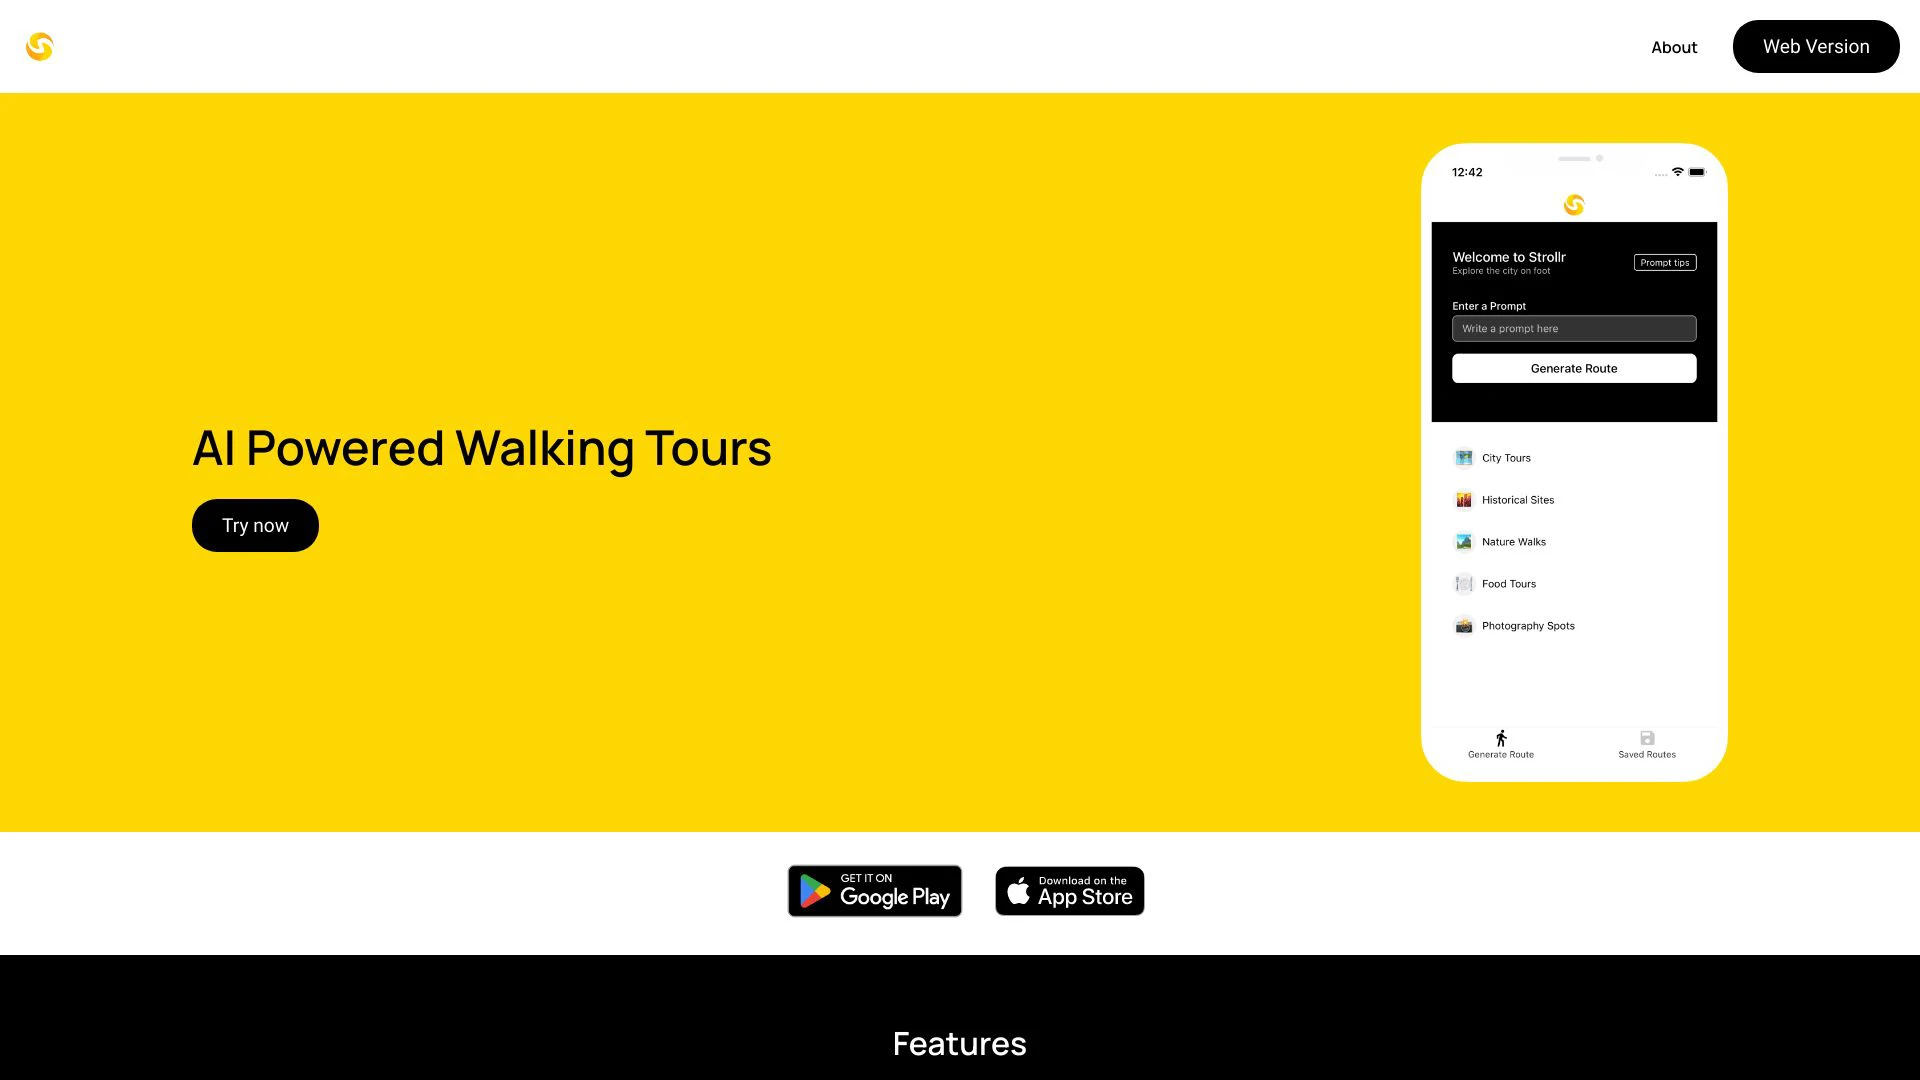 About
Web Version
AI Powered Walking Tours
Try now
12:42
Welcome to Strollr
Explore the city on foot
Prompt tips
Enter a Prompt
Write a prompt here
Generate Route
City Tours
Historical Sites
Nature Walks
Food Tours
Photography Spots
Generate Route
Saved Routes
GET IT ON
Google Play
Download on the
App Store
Features